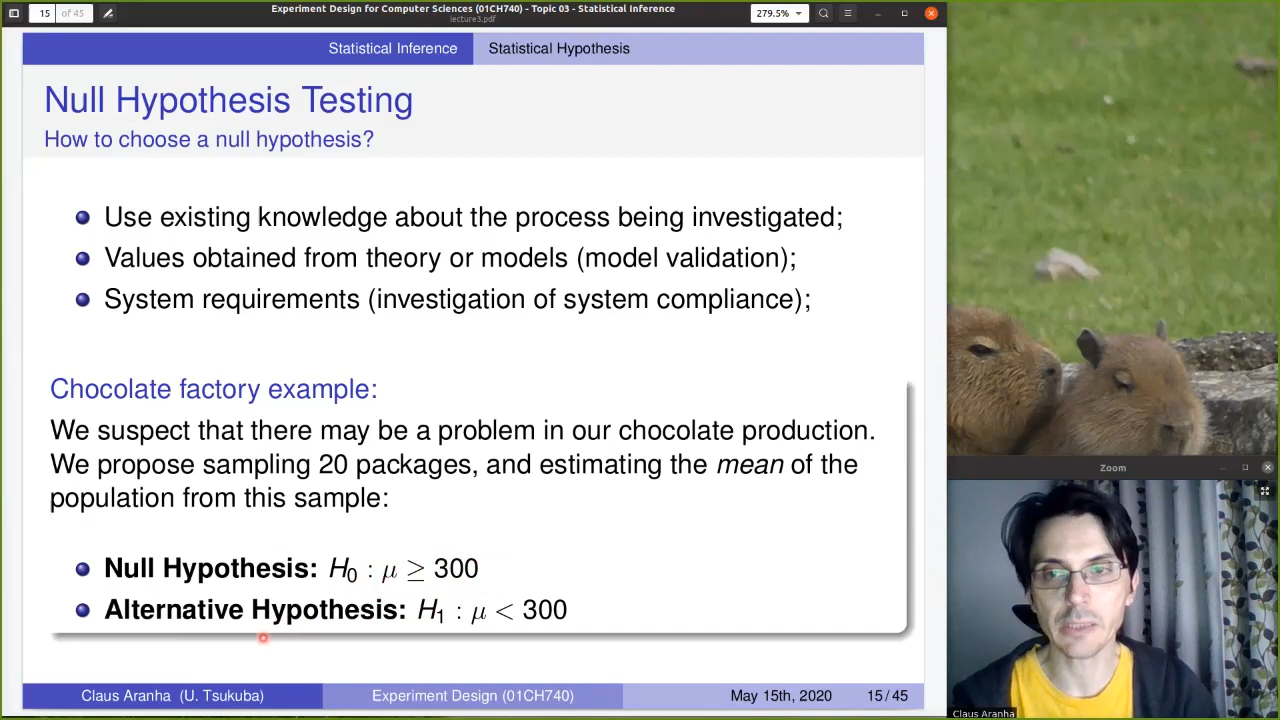 15 of 45
Experiment Design for Computer Sciences (01CH740) - Topic 03 - Statistical Inference
lecture3.pdf
279.5%
Statistical Inference
Statistical Hypothesis
Null Hypothesis Testing
How to choose a null hypothesis?
Use existing knowledge about the process being investigated;
Values obtained from theory or models (model validation);
System requirements (investigation of system compliance);
Chocolate factory example:
We suspect that there may be a problem in our chocolate production.
We propose sampling 20 packages, and estimating the mean of the
population from this sample:
Null Hypothesis: H₀ : μ ≥ 300
Alternative Hypothesis: H₁ : μ < 300
Claus Aranha (U. Tsukuba)
Experiment Design (01CH740)
May 15th, 2020
15 / 45
Zoom
Claus Aranha